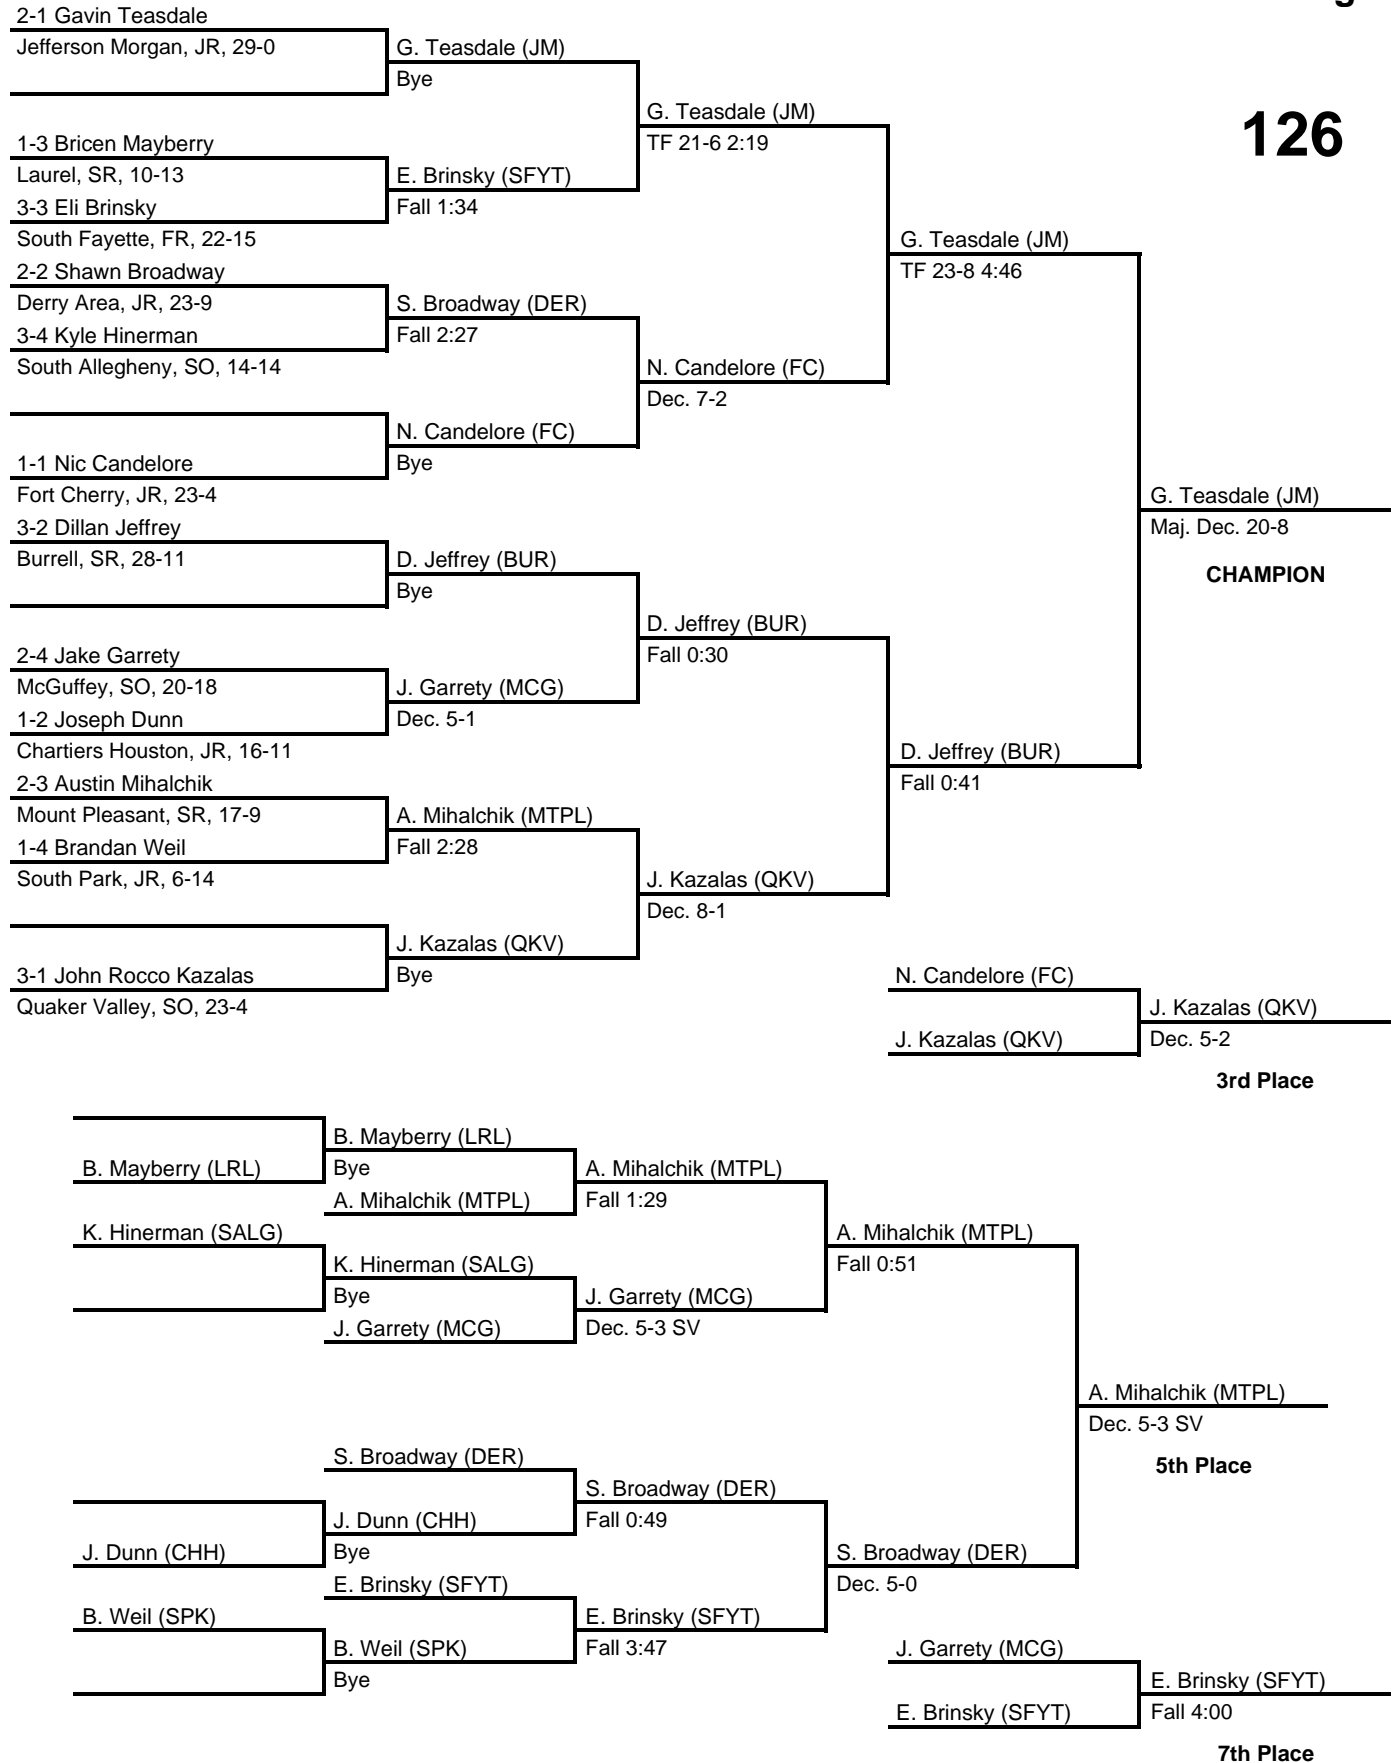 2-1 Gavin Teasdale
Jefferson Morgan, JR, 29-0
G. Teasdale (JM)
Bye
G. Teasdale (JM)
TF 21-6 2:19
126
1-3 Bricen Mayberry
Laurel, SR, 10-13
E. Brinsky (SFYT)
3-3 Eli Brinsky
Fall 1:34
South Fayette, FR, 22-15
G. Teasdale (JM)
2-2 Shawn Broadway
TF 23-8 4:46
Derry Area, JR, 23-9
S. Broadway (DER)
3-4 Kyle Hinerman
Fall 2:27
South Allegheny, SO, 14-14
N. Candelore (FC)
Dec. 7-2
N. Candelore (FC)
1-1 Nic Candelore
Bye
Fort Cherry, JR, 23-4
G. Teasdale (JM)
3-2 Dillan Jeffrey
Maj. Dec. 20-8
Burrell, SR, 28-11
D. Jeffrey (BUR)
CHAMPION
Bye
D. Jeffrey (BUR)
2-4 Jake Garrety
Fall 0:30
McGuffey, SO, 20-18
J. Garrety (MCG)
1-2 Joseph Dunn
Dec. 5-1
Chartiers Houston, JR, 16-11
D. Jeffrey (BUR)
2-3 Austin Mihalchik
Fall 0:41
Mount Pleasant, SR, 17-9
A. Mihalchik (MTPL)
1-4 Brandan Weil
Fall 2:28
South Park, JR, 6-14
J. Kazalas (QKV)
Dec. 8-1
J. Kazalas (QKV)
3-1 John Rocco Kazalas
Bye
N. Candelore (FC)
Quaker Valley, SO, 23-4
J. Kazalas (QKV)
J. Kazalas (QKV)
Dec. 5-2
3rd Place
B. Mayberry (LRL)
B. Mayberry (LRL)
Bye
A. Mihalchik (MTPL)
A. Mihalchik (MTPL)
Fall 1:29
K. Hinerman (SALG)
A. Mihalchik (MTPL)
K. Hinerman (SALG)
Fall 0:51
Bye
J. Garrety (MCG)
J. Garrety (MCG)
Dec. 5-3 SV
A. Mihalchik (MTPL)
Dec. 5-3 SV
S. Broadway (DER)
5th Place
S. Broadway (DER)
J. Dunn (CHH)
Fall 0:49
J. Dunn (CHH)
Bye
S. Broadway (DER)
E. Brinsky (SFYT)
Dec. 5-0
B. Weil (SPK)
E. Brinsky (SFYT)
B. Weil (SPK)
Fall 3:47
J. Garrety (MCG)
Bye
E. Brinsky (SFYT)
E. Brinsky (SFYT)
Fall 4:00
7th Place